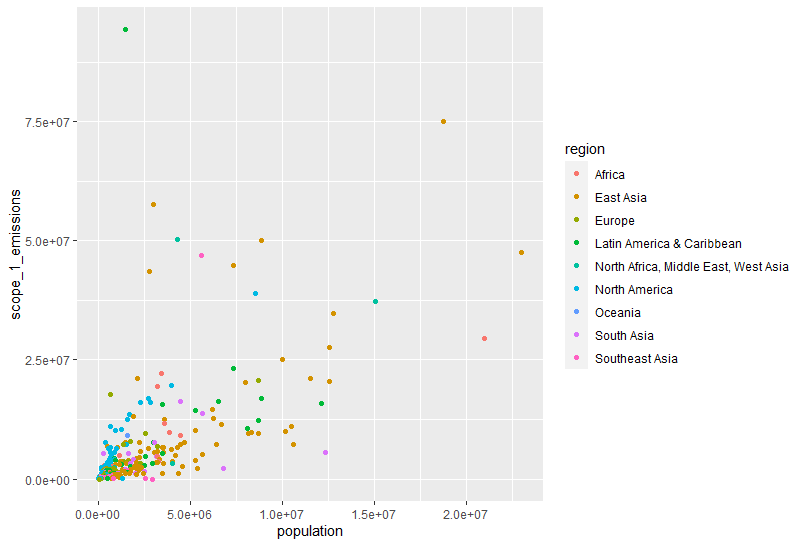 scope_1_emissions
7.5e+07
5.0e+07
2.5e+07
0.0e+00
0.0e+00 5.0e+06 1.0e+07 1.5e+07 2.0e+07
population
region
Africa
East Asia
Europe
Latin America & Caribbean
North Africa, Middle East, West Asia
North America
Oceania
South Asia
Southeast Asia